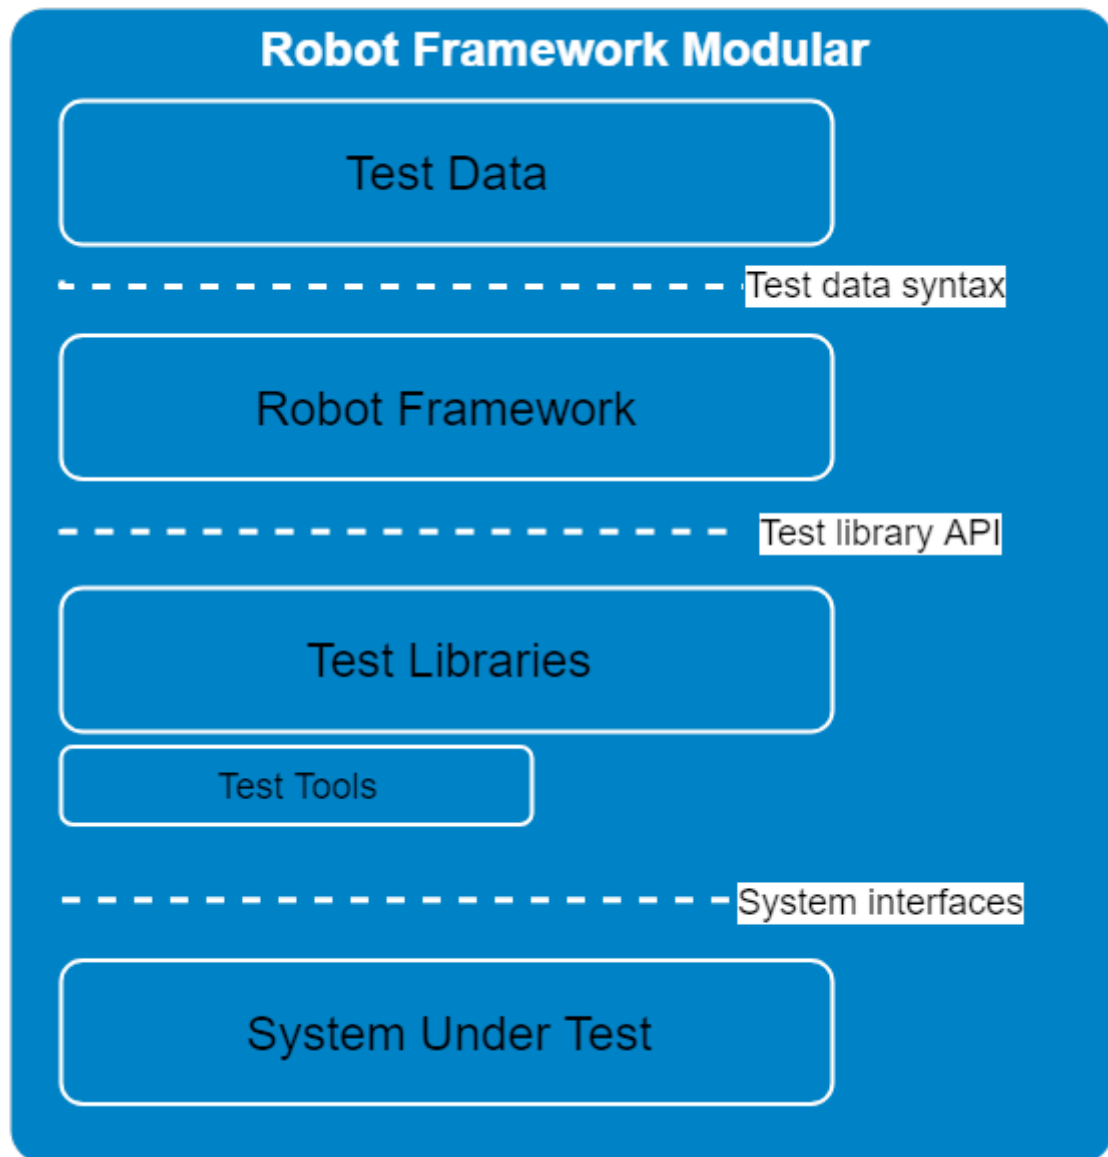 Robot Framework Modular
Test Data
Test data syntax
Robot Framework
Test library API
Test Libraries
Test Tools
System interfaces
System Under Test